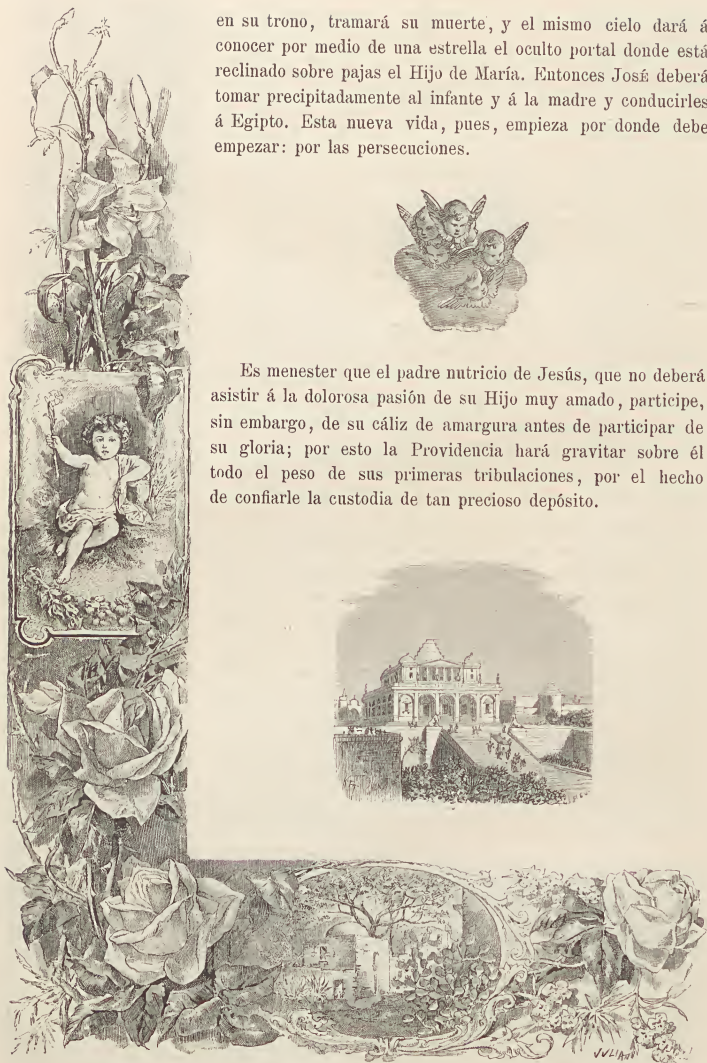 en su trono, tramará su muerte, y el mismo cielo dará á
conocer por medio de una estrella el oculto portal donde está
reclinado sobre pajas el Hijo de María. Entonces José deberá
tomar precipitadamente al infante y á la madre y conducirles
á Egipto. Esta nueva vida, pues, empieza por donde debe
empezar: por las persecuciones.
Es menester que el padre nutricio de Jesús, que no deberá
asistir á la dolorosa pasión de su Hijo muy amado, participe,
sin embargo, de su cáliz de amargura antes de participar de
su gloria; por esto la Providencia hará gravitar sobre él
todo el peso de sus primeras tribulaciones, por el hecho
de confiarle la custodia de tan precioso depósito.